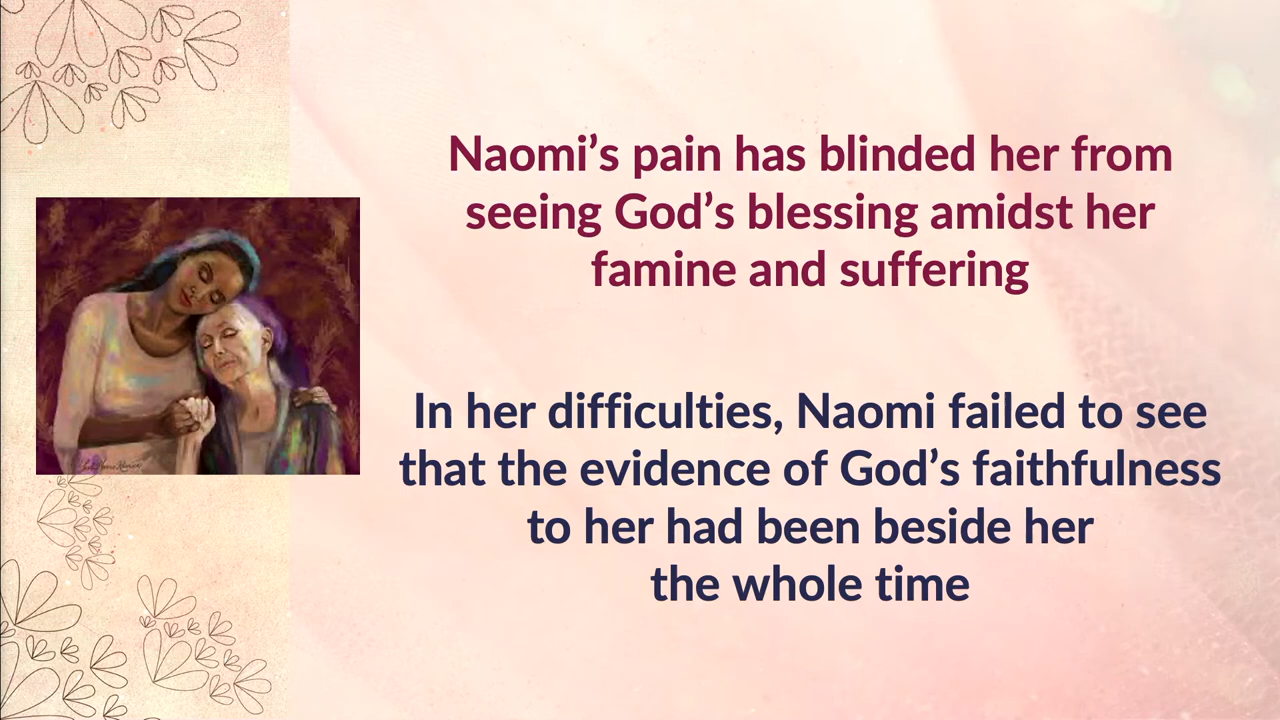 Naomi’s pain has blinded her from
seeing God’s blessing amidst her
famine and suffering
In her difficulties, Naomi failed to see
that the evidence of God’s faithfulness
to her had been beside her
the whole time